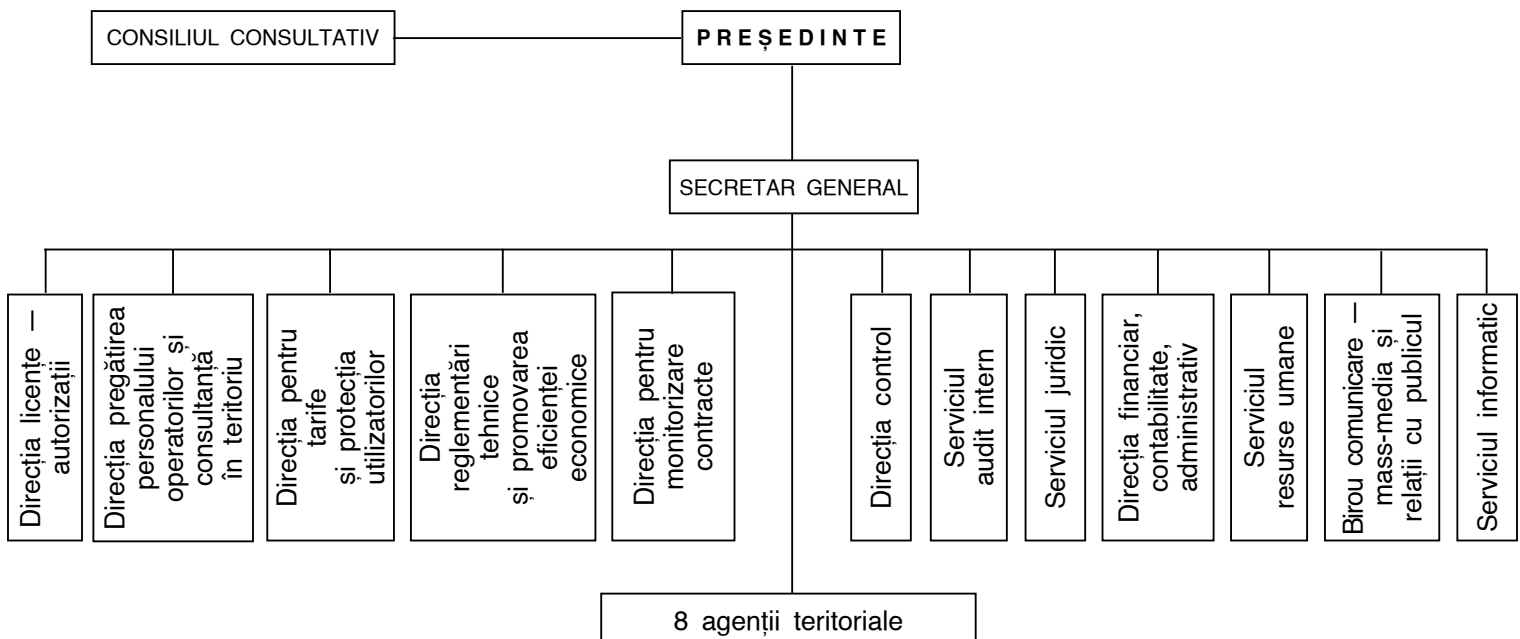 CONSILIUL CONSULTATIV
PREȘEDINTE
SECRETAR GENERAL
Direcția licențe —
autorizații
Direcția pregătirea
personalului
operatorilor și
consultanță
în teritoriu
Direcția pentru
tarife
și protecția
utilizatorilor
Direcția
reglementări
tehnice
și promovarea
eficienței
economice
Direcția pentru
monitorizare
contracte
Direcția control
Serviciul
audit intern
Serviciul juridic
Direcția financiar,
contabilitate,
administrativ
Serviciul
resurse umane
Birou comunicare —
mass-media și
relații cu publicul
Serviciul informatic
8 agenții teritoriale